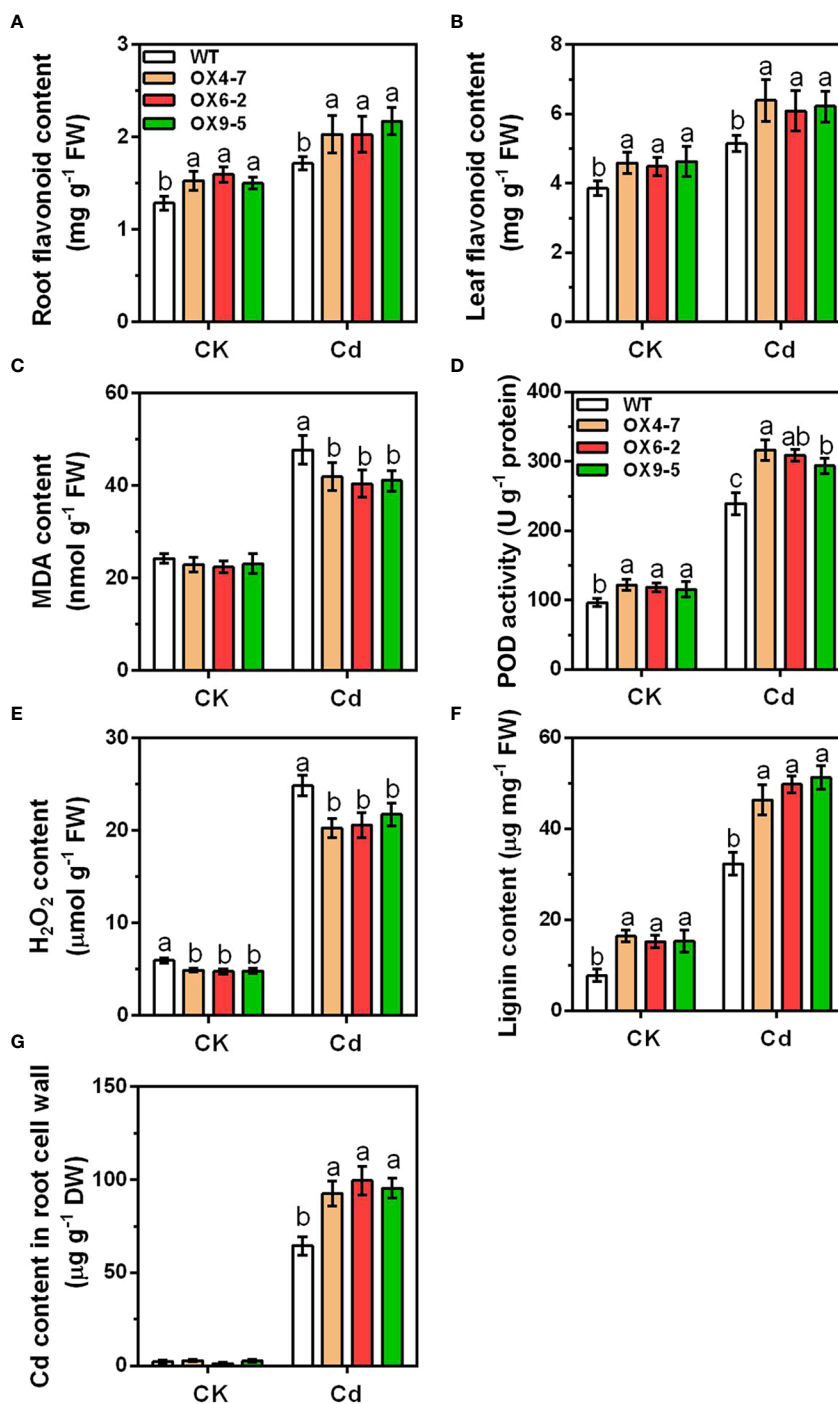 A
Root flavonoid content
(mg g⁻¹ FW)
3
2
1
0
WT
OX4-7
OX6-2
OX9-5
b a a a
b a a a
CK Cd
B
Leaf flavonoid content
(mg g⁻¹ FW)
8
6
4
2
0
b a a a
b a a a
CK Cd
C
MDA content
(nmol g⁻¹ FW)
60
40
20
0
a b b b
CK Cd
D
POD activity (U g⁻¹ protein)
400
300
200
100
0
WT
OX4-7
OX6-2
OX9-5
b a a a
c a ab b
CK Cd
E
H₂O₂ content
(μmol g⁻¹ FW)
30
20
10
0
a b b b
a b b b
CK Cd
F
Lignin content (μg mg⁻¹ FW)
60
40
20
0
b a a a
b a a a
CK Cd
G
Cd content in root cell wall
(μg g⁻¹ DW)
150
100
50
0
b a a a
CK Cd